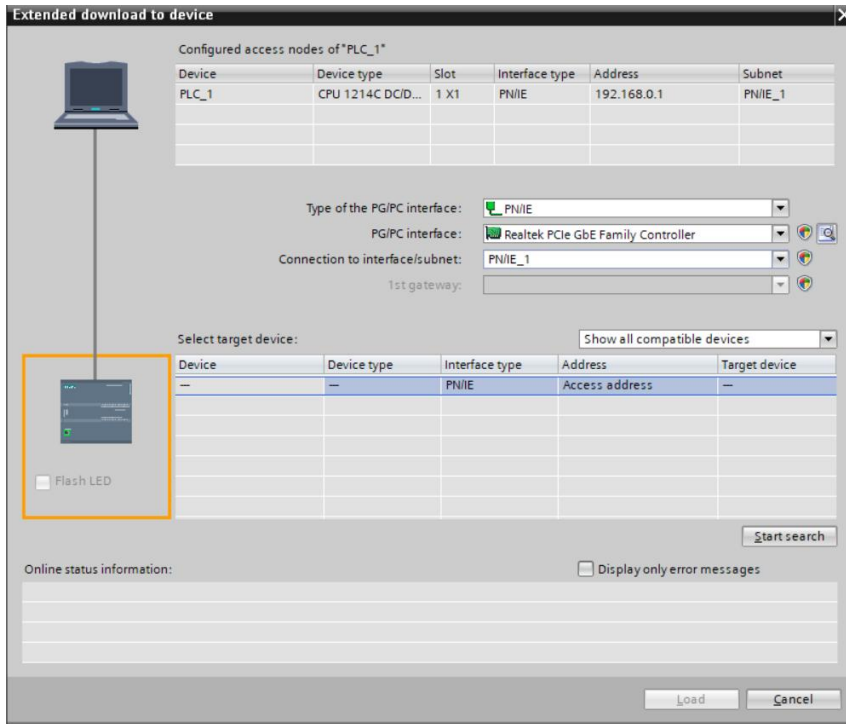 Extended download to device
Configured access nodes of "PLC_1"
Device Device type Slot Interface type Address Subnet
PLC_1 CPU 1214C DC/D... 1 X1 PN/IE 192.168.0.1 PN/IE_1
Type of the PG/PC interface: PN/IE
PG/PC interface: Realtek PCIe GbE Family Controller
Connection to interface/subnet: PN/IE_1
1st gateway:
Select target device: Show all compatible devices
Device Device type Interface type Address Target device
— — PN/IE Access address —
Flash LED
Start search
Online status information: Display only error messages
Load Cancel